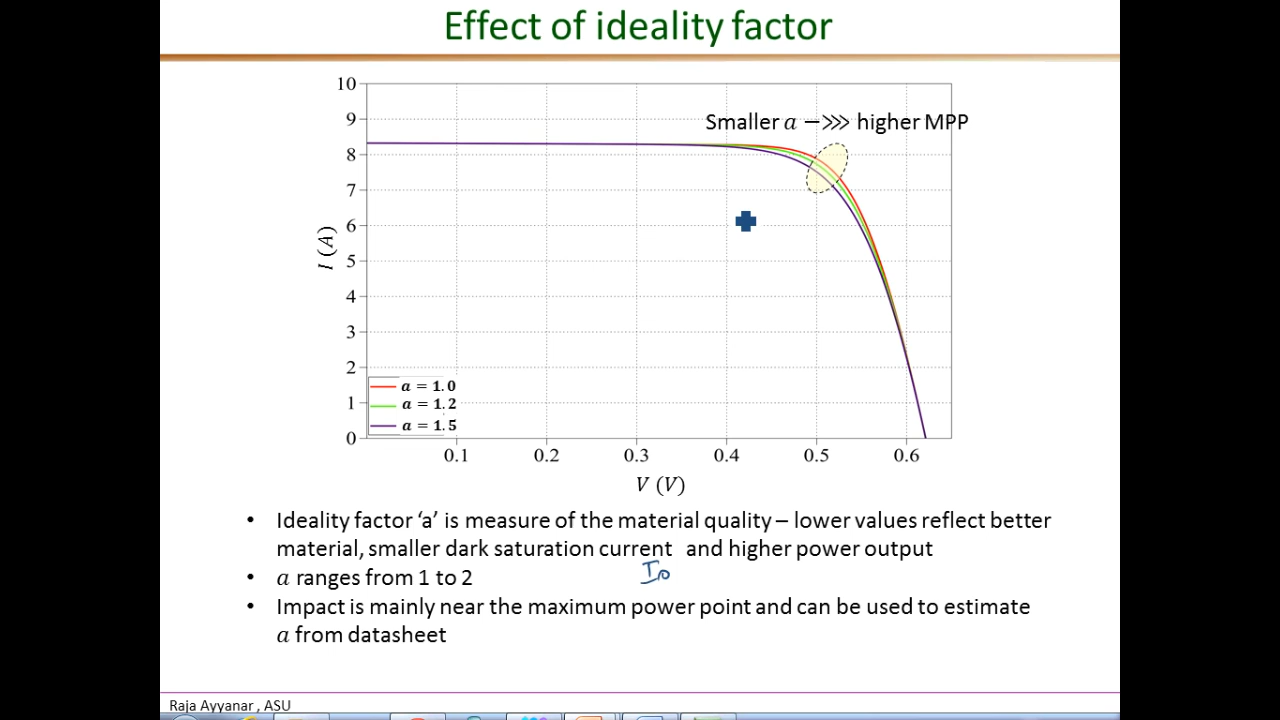 Effect of ideality factor
10
9
8
7
6
5
4
3
2
1
0
I (A)
Smaller a −⋙ higher MPP
a = 1.0
a = 1.2
a = 1.5
0.1 0.2 0.3 0.4 0.5 0.6
V (V)
• Ideality factor ‘a’ is measure of the material quality – lower values reflect better
material, smaller dark saturation current and higher power output
I₀
• a ranges from 1 to 2
• Impact is mainly near the maximum power point and can be used to estimate
a from datasheet
Raja Ayyanar , ASU